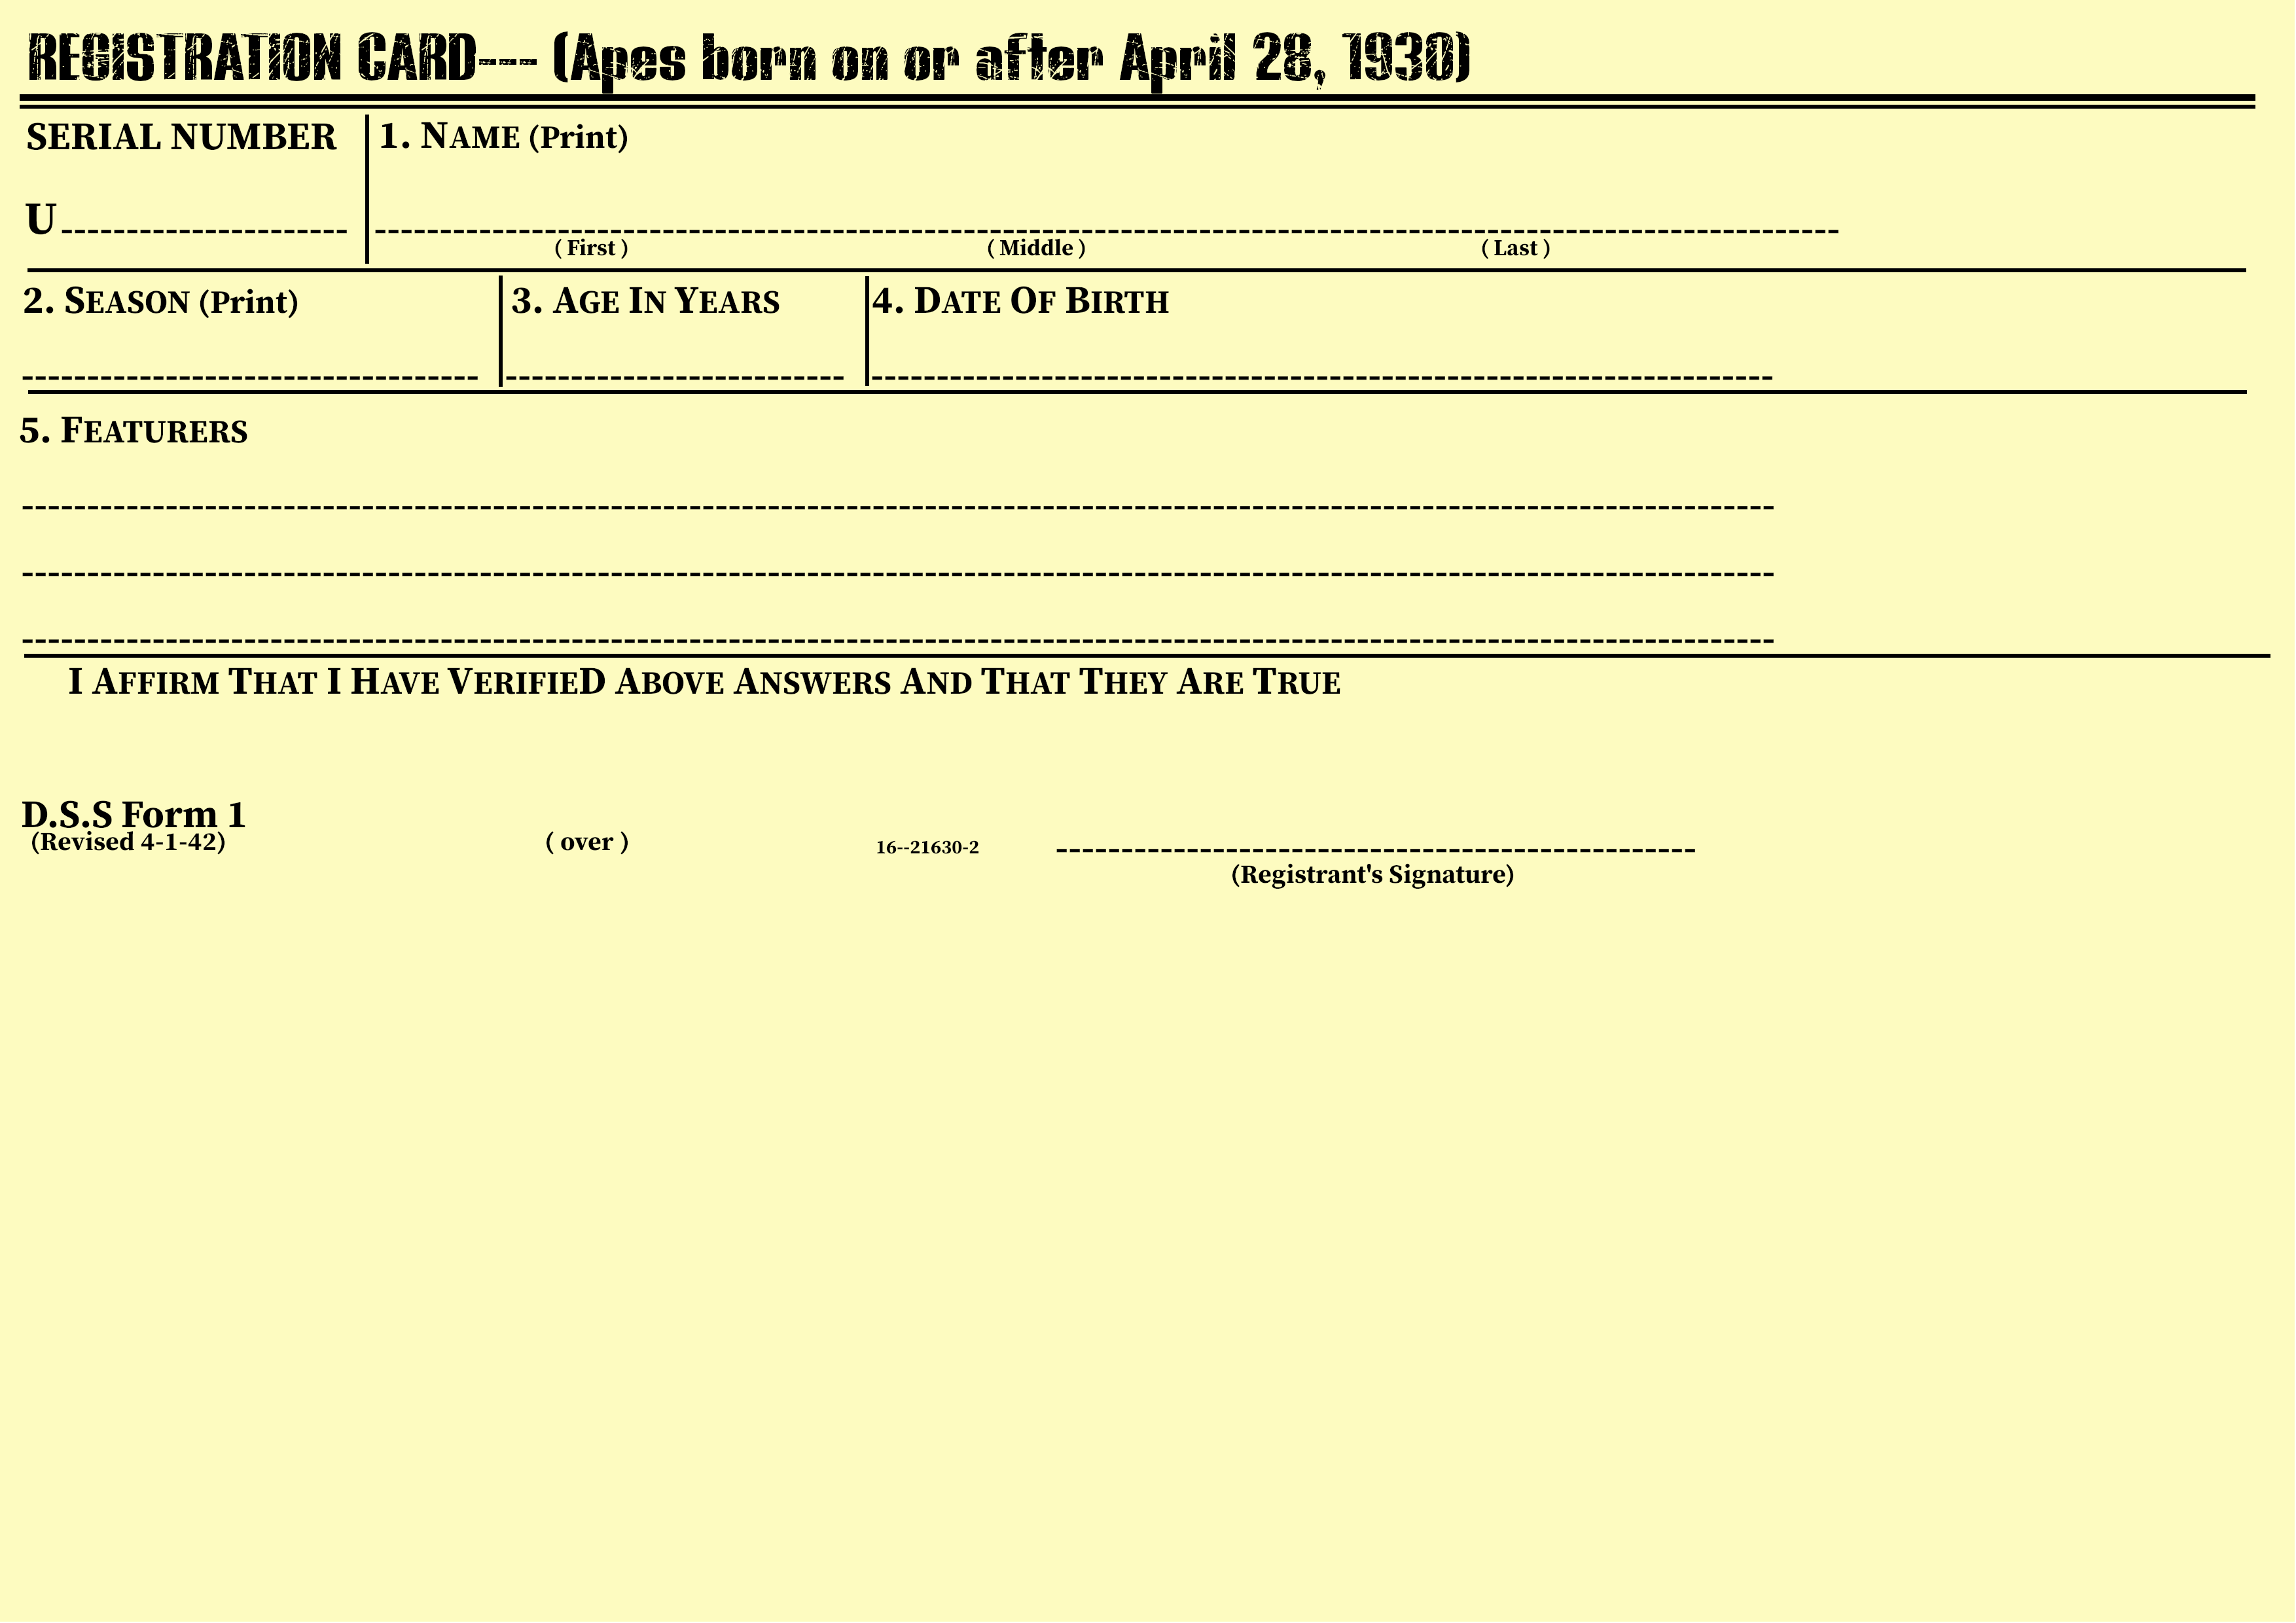 REGISTRATION CARD--- (Apes born on or after April 28, 1930)
SERIAL NUMBER
1. NAME (Print)
U
( First ) ( Middle ) ( Last )
2. SEASON (Print) 3. AGE IN YEARS 4. DATE OF BIRTH
5. FEATURERS
I AFFIRM THAT I HAVE VERIFIED ABOVE ANSWERS AND THAT THEY ARE TRUE
D.S.S Form 1
(Revised 4-1-42) ( over ) 16--21630-2
(Registrant's Signature)